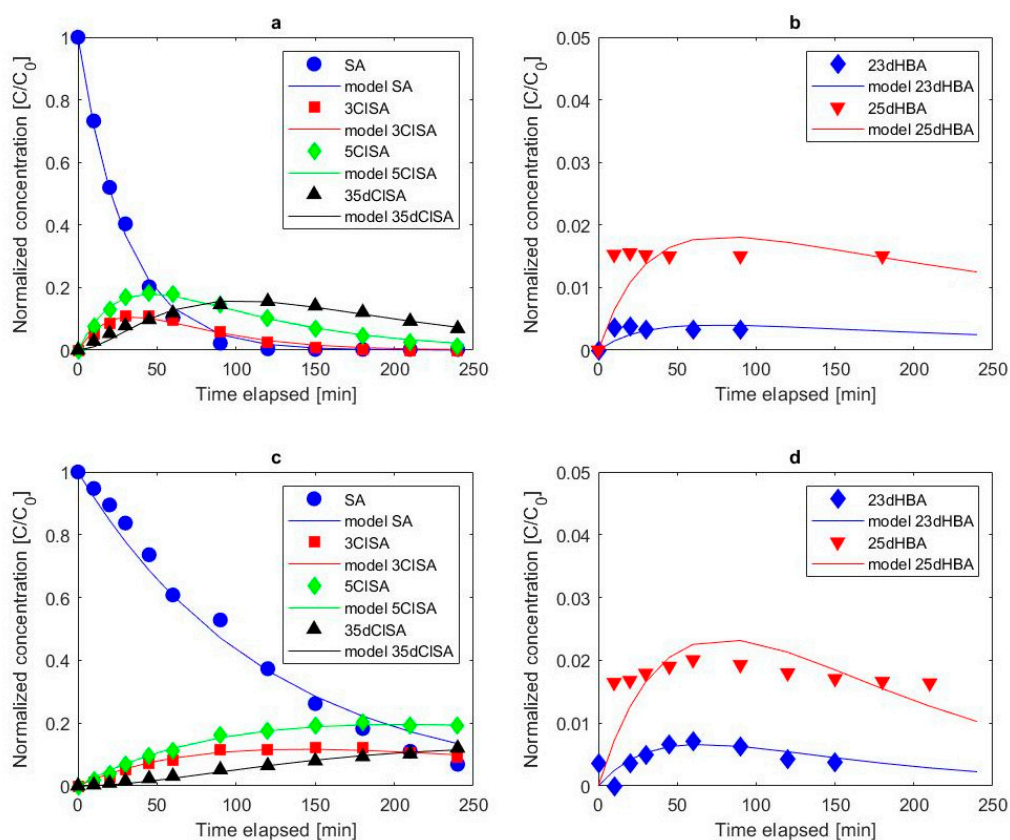 a
Normalized concentration [C/C0]
1
0.8
0.6
0.4
0.2
0
0 50 100 150 200 250
Time elapsed [min]
SA
model SA
3ClSA
model 3ClSA
5ClSA
model 5ClSA
35dClSA
model 35dClSA
b
Normalized concentration [C/C0]
0.05
0.04
0.03
0.02
0.01
0
0 50 100 150 200
Time elapsed [min]
23dHBA
model 23dHBA
25dHBA
model 25dHBA
c
Normalized concentration [C/C0]
1
0.8
0.6
0.4
0.2
0
0 50 100 150 200 250
Time elapsed [min]
SA
model SA
3ClSA
model 3ClSA
5ClSA
model 5ClSA
35dClSA
model 35dClSA
d
Normalized concentration [C/C0]
0.05
0.04
0.03
0.02
0.01
0
0 50 100 150 200
Time elapsed [min]
23dHBA
model 23dHBA
25dHBA
model 25dHBA